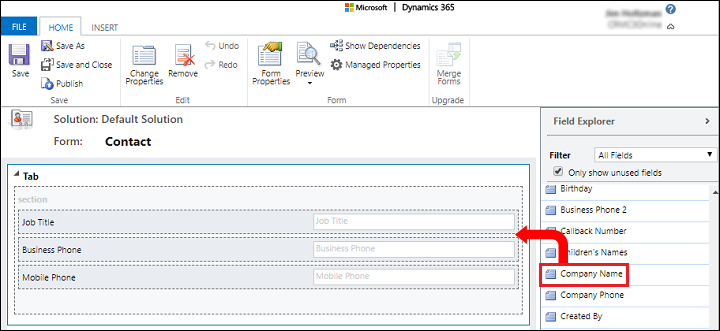 Microsoft | Dynamics 365
FILE HOME INSERT
Save
Save As
Save and Close
Publish
Save
Change Properties
Remove
Undo
Redo
Edit
Form Properties
Preview
Show Dependencies
Managed Properties
Form
Merge Forms
Upgrade
Solution: Default Solution
Form: Contact
Tab
section
Job Title Job Title
Business Phone Business Phone
Mobile Phone Mobile Phone
Field Explorer
Filter All Fields
Only show unused fields
Birthday
Business Phone 2
Callback Number
Children's Names
Company Name
Company Phone
Created By